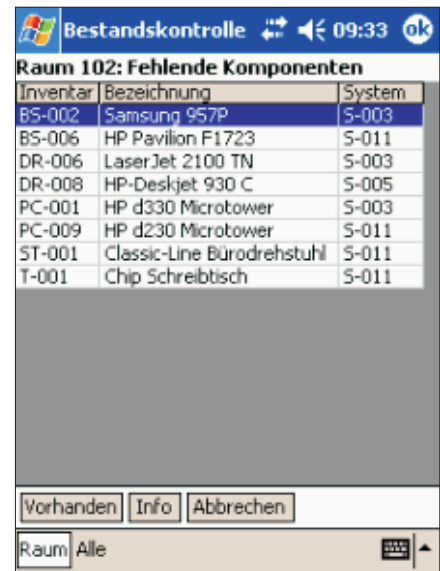 Bestandskontrolle 09:33 ok
Raum 102: Fehlende Komponenten
Inventar Bezeichnung System
BS-002 Samsung 957P S-003
BS-006 HP Pavilion F1723 S-011
DR-006 LaserJet 2100 TN S-003
DR-008 HP-Deskjet 930 C S-005
PC-001 HP d330 Microtower S-003
PC-009 HP d230 Microtower S-011
ST-001 Classic-Line Bürodrehstuhl S-011
T-001 Chip Schreibtisch S-011
Vorhanden Info Abbrechen
Raum Alle